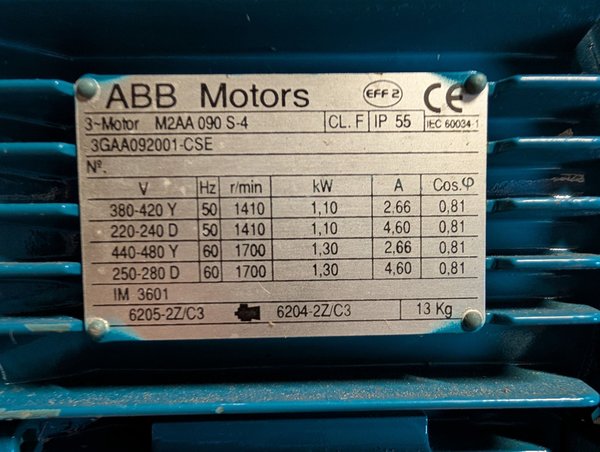 ABB Motors EFF 2 CE
3~Motor M2AA 090 S-4 CL. F IP 55 IEC 60034-1
3GAA092001-CSE
Nº.
V Hz r/min kW A Cos.φ
380-420 Y 50 1410 1,10 2,66 0,81
220-240 D 50 1410 1,10 4,60 0,81
440-480 Y 60 1700 1,30 2,66 0,81
250-280 D 60 1700 1,30 4,60 0,81
IM 3601
6205-2Z/C3 6204-2Z/C3 13 Kg